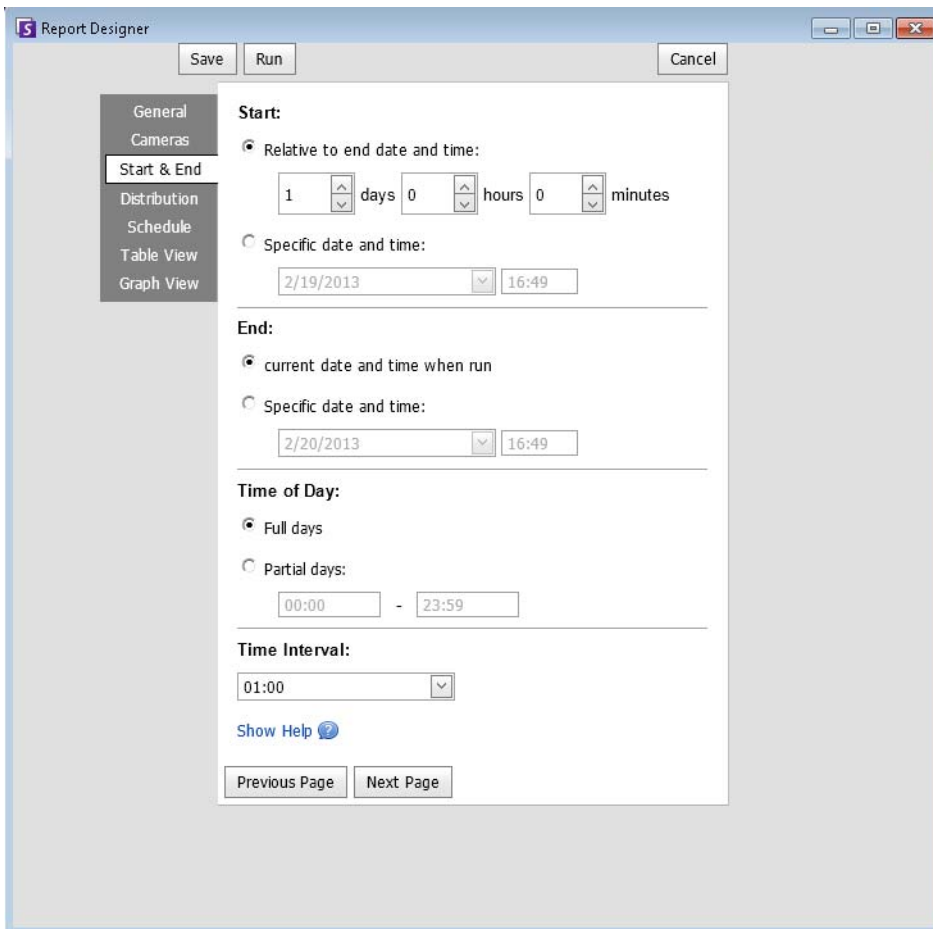 Report Designer
Save Run Cancel
General
Cameras
Start & End
Distribution
Schedule
Table View
Graph View
Start:
Relative to end date and time:
1 days 0 hours 0 minutes
Specific date and time:
2/19/2013 16:49
End:
current date and time when run
Specific date and time:
2/20/2013 16:49
Time of Day:
Full days
Partial days:
00:00 - 23:59
Time Interval:
01:00
Show Help ?
Previous Page Next Page